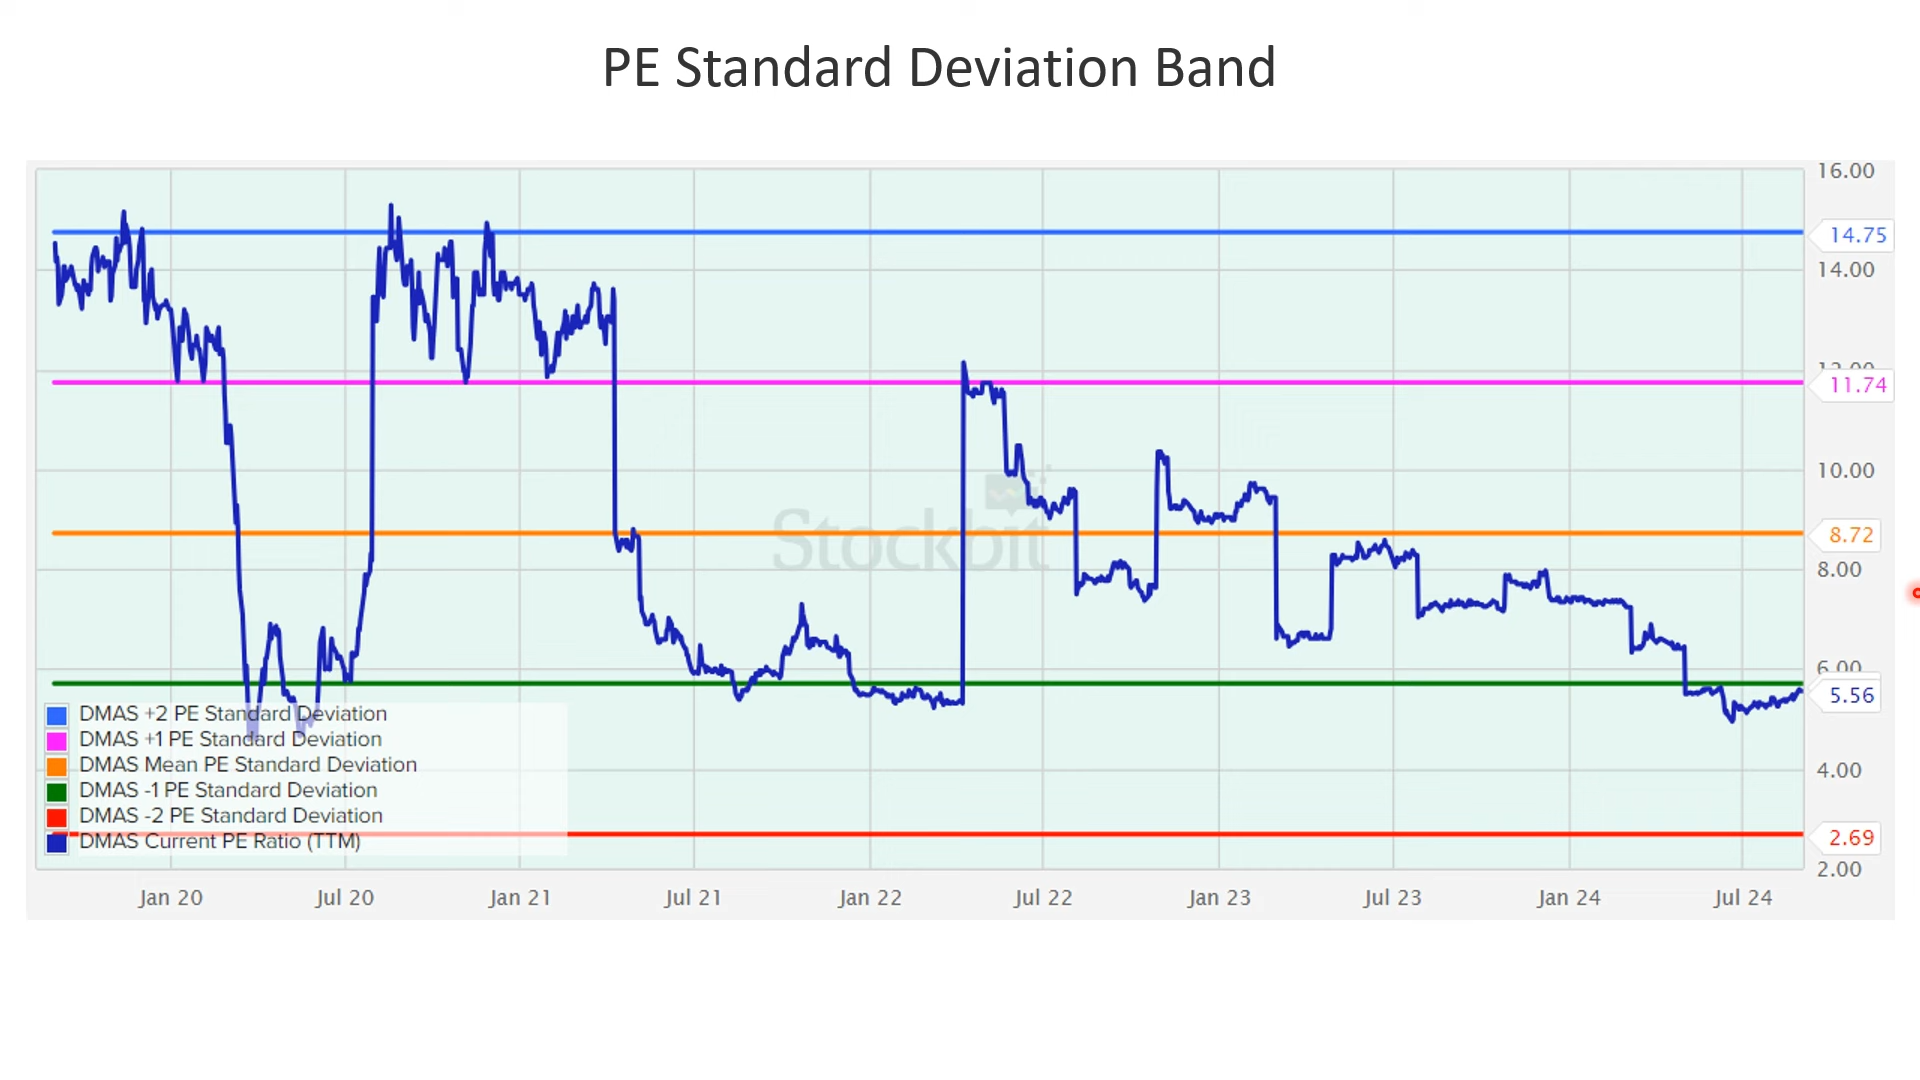 PE Standard Deviation Band
16.00
14.75
14.00
12.00
11.74
10.00
8.72
8.00
6.00
5.56
4.00
2.69
2.00
Stockbit
DMAS +2 PE Standard Deviation
DMAS +1 PE Standard Deviation
DMAS Mean PE Standard Deviation
DMAS -1 PE Standard Deviation
DMAS -2 PE Standard Deviation
DMAS Current PE Ratio (TTM)
Jan 20 Jul 20 Jan 21 Jul 21 Jan 22 Jul 22 Jan 23 Jul 23 Jan 24 Jul 24